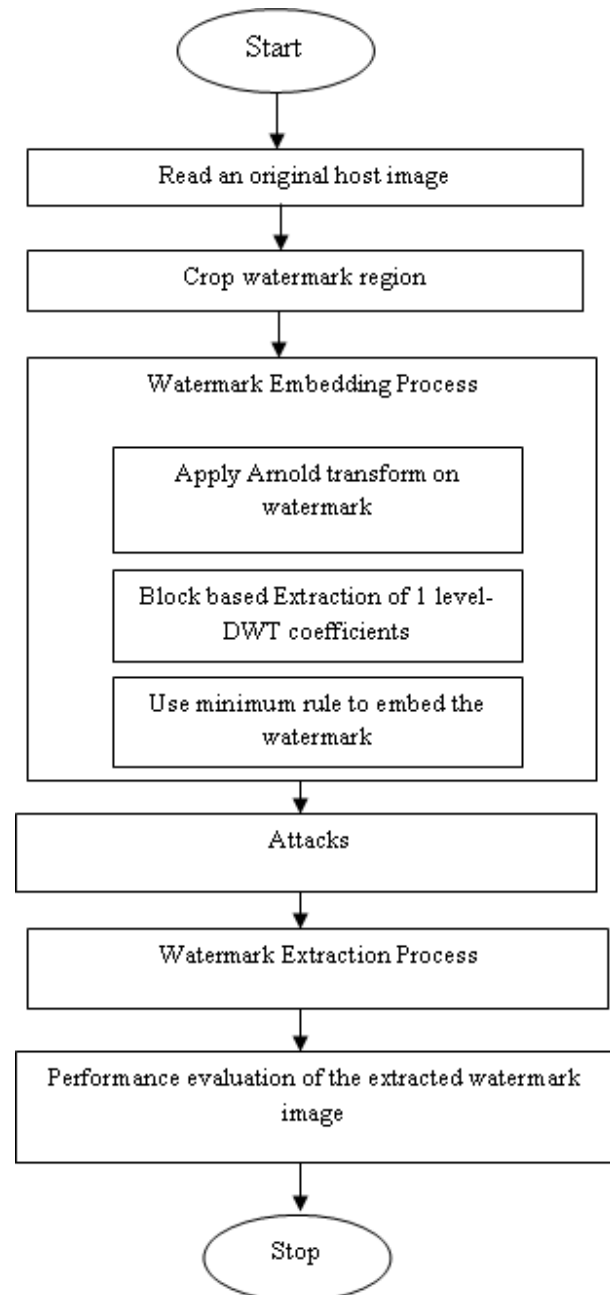 Start
Read an original host image
Crop watermark region
Watermark Embedding Process
Apply Arnold transform on
watermark
Block based Extraction of 1 level-
DWT coefficients
Use minimum rule to embed the
watermark
Attacks
Watermark Extraction Process
Performance evaluation of the extracted watermark
image
Stop